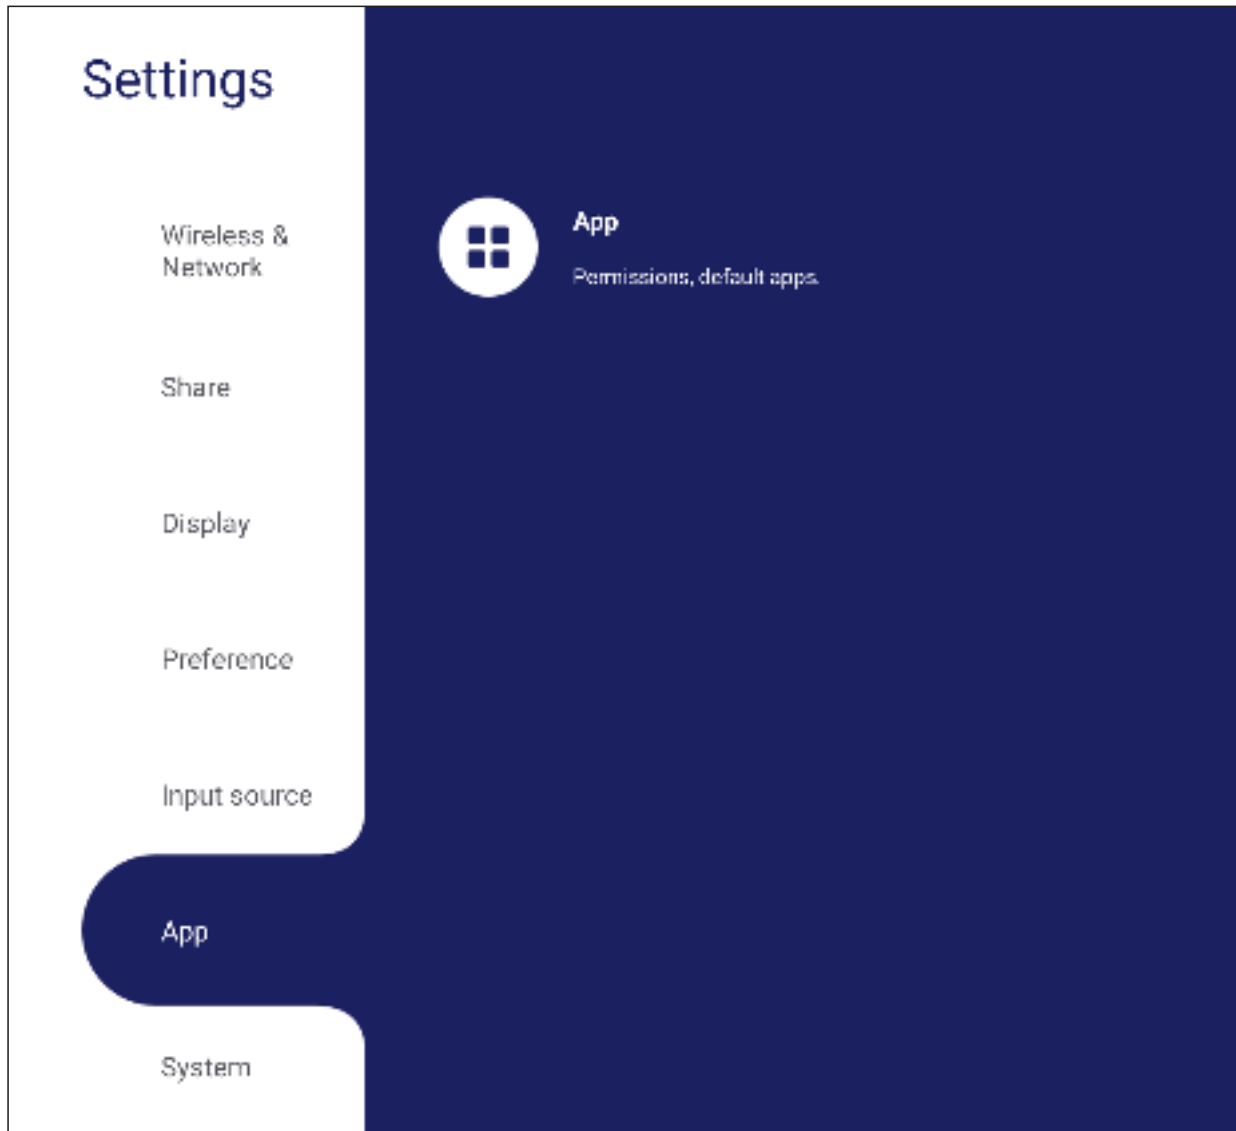 Settings
Wireless &
Network
Share
Display
Preference
Input source
App
System
App
Permissions, default apps.